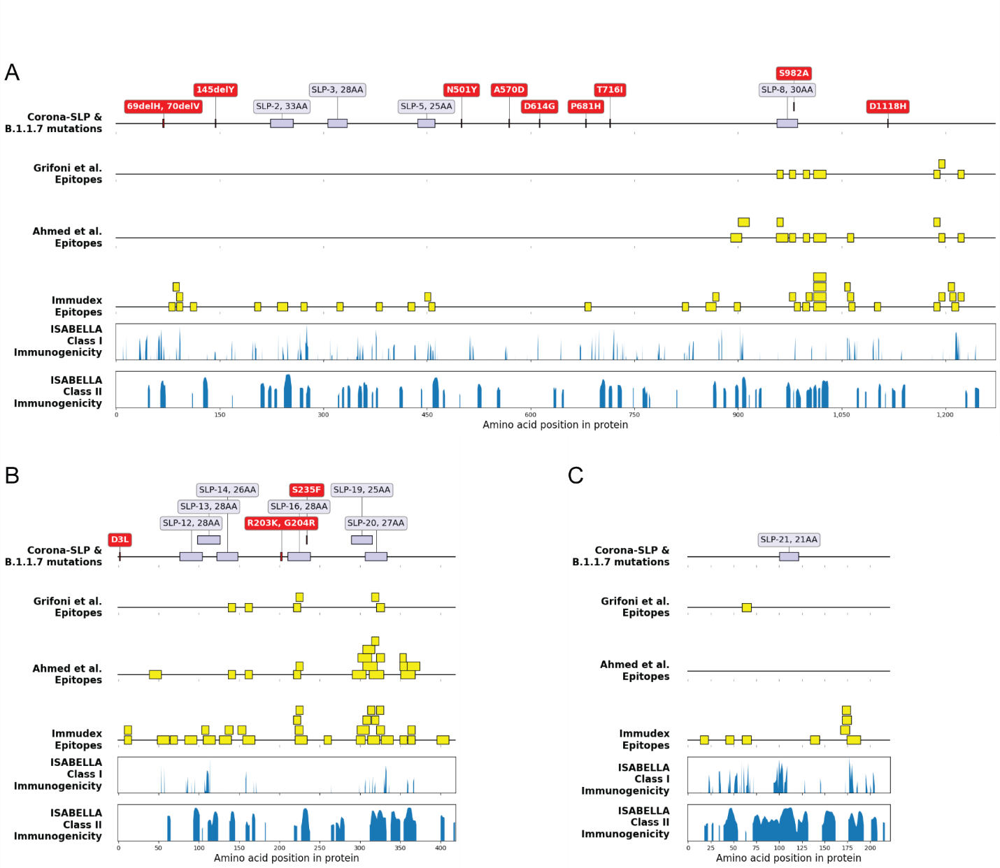 A
S982A
145delY
SLP-3, 28AA
N501Y
A570D
T716I
SLP-8, 30AA
69delH, 70delV
SLP-2, 33AA
SLP-5, 25AA
D614G
P681H
D1118H
Corona-SLP &
B.1.1.7 mutations
Grifoni et al.
Epitopes
Ahmed et al.
Epitopes
Immudex
Epitopes
ISABELLA
Class I
Immunogenicity
ISABELLA
Class II
Immunogenicity
0 150 300 450 600 750 900 1,050 1,200
Amino acid position in protein
B
SLP-14, 26AA
S235F
SLP-19, 25AA
SLP-13, 28AA
SLP-16, 28AA
SLP-12, 28AA
R203K, G204R
SLP-20, 27AA
D3L
Corona-SLP &
B.1.1.7 mutations
Grifoni et al.
Epitopes
Ahmed et al.
Epitopes
Immudex
Epitopes
ISABELLA
Class I
Immunogenicity
ISABELLA
Class II
Immunogenicity
0 50 100 150 200 250 300 350 400
Amino acid position in protein
C
SLP-21, 21AA
Corona-SLP &
B.1.1.7 mutations
Grifoni et al.
Epitopes
Ahmed et al.
Epitopes
Immudex
Epitopes
ISABELLA
Class I
Immunogenicity
ISABELLA
Class II
Immunogenicity
0 25 50 75 100 125 150 175 200
Amino acid position in protein